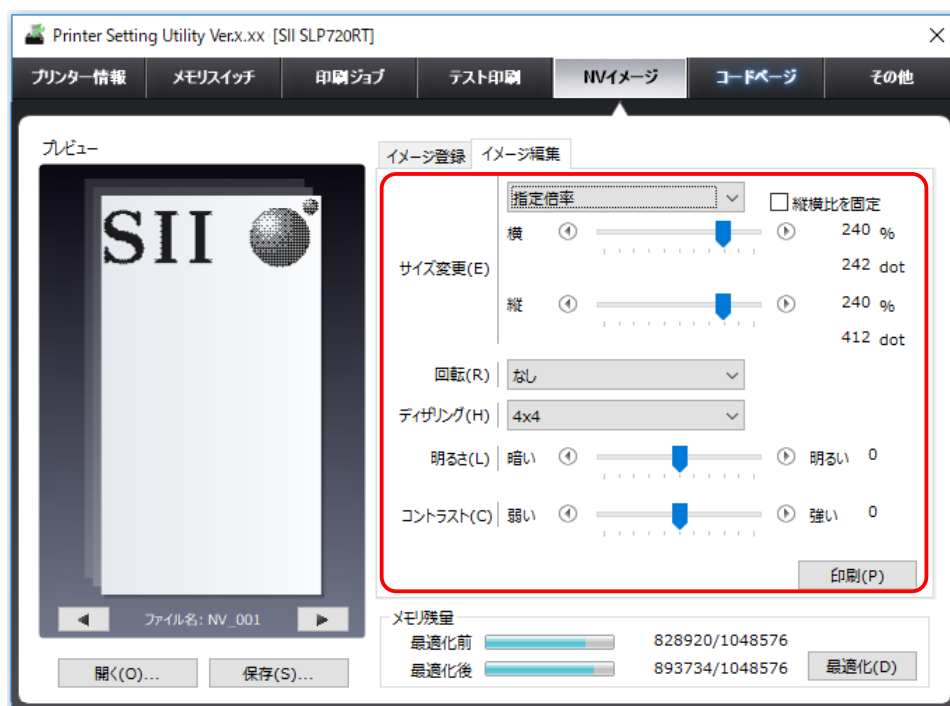 Printer Setting Utility Ver.x.xx [SII SLP720RT]
プリンター情報 メモリスイッチ 印刷ジョブ テスト印刷 NVイメージ コードページ その他
プレビュー
イメージ登録 イメージ編集
SII
指定倍率 縦横比を固定
横 240 %
242 dot
サイズ変更(E)
縦 240 %
412 dot
回転(R) なし
ディザリング(H) 4x4
明るさ(L) 暗い 明るい 0
コントラスト(C) 弱い 強い 0
印刷(P)
ファイル名: NV_001
メモリ残量
最適化前 828920/1048576
最適化後 893734/1048576 最適化(D)
開く(O)... 保存(S)...